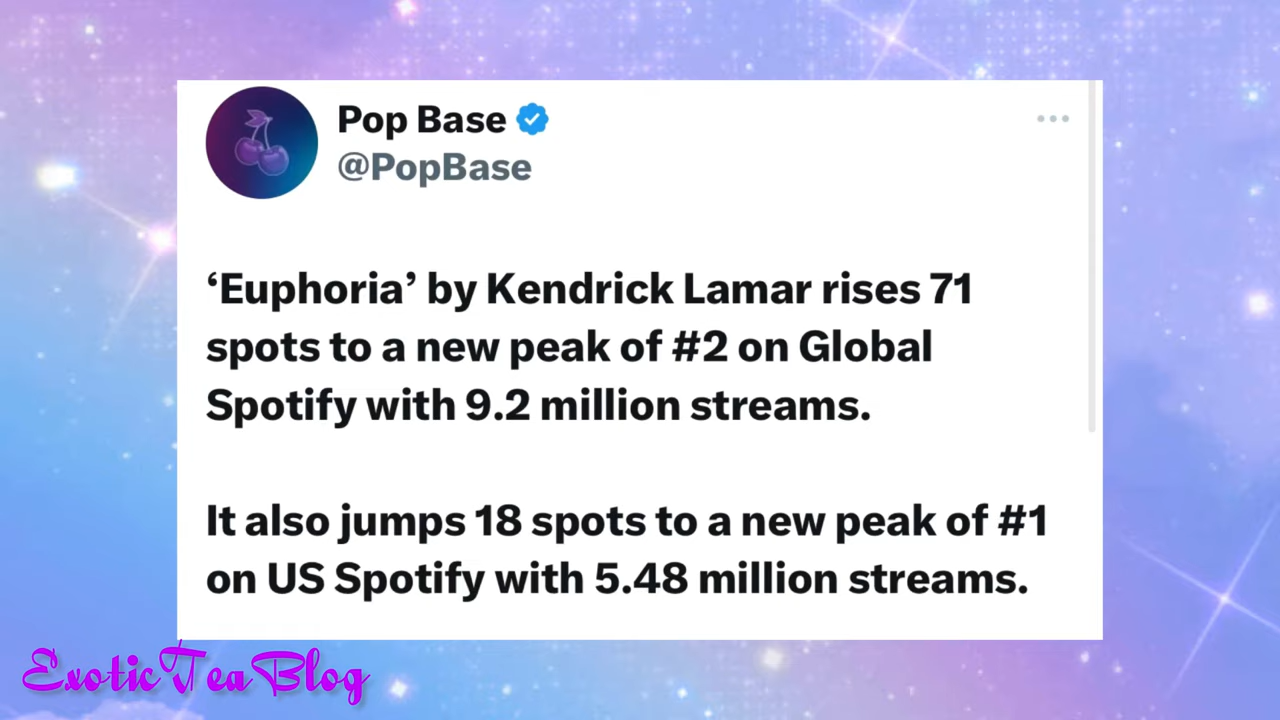 Pop Base
@PopBase
‘Euphoria’ by Kendrick Lamar rises 71
spots to a new peak of #2 on Global
Spotify with 9.2 million streams.
It also jumps 18 spots to a new peak of #1
on US Spotify with 5.48 million streams.
ExoticTeaBlog